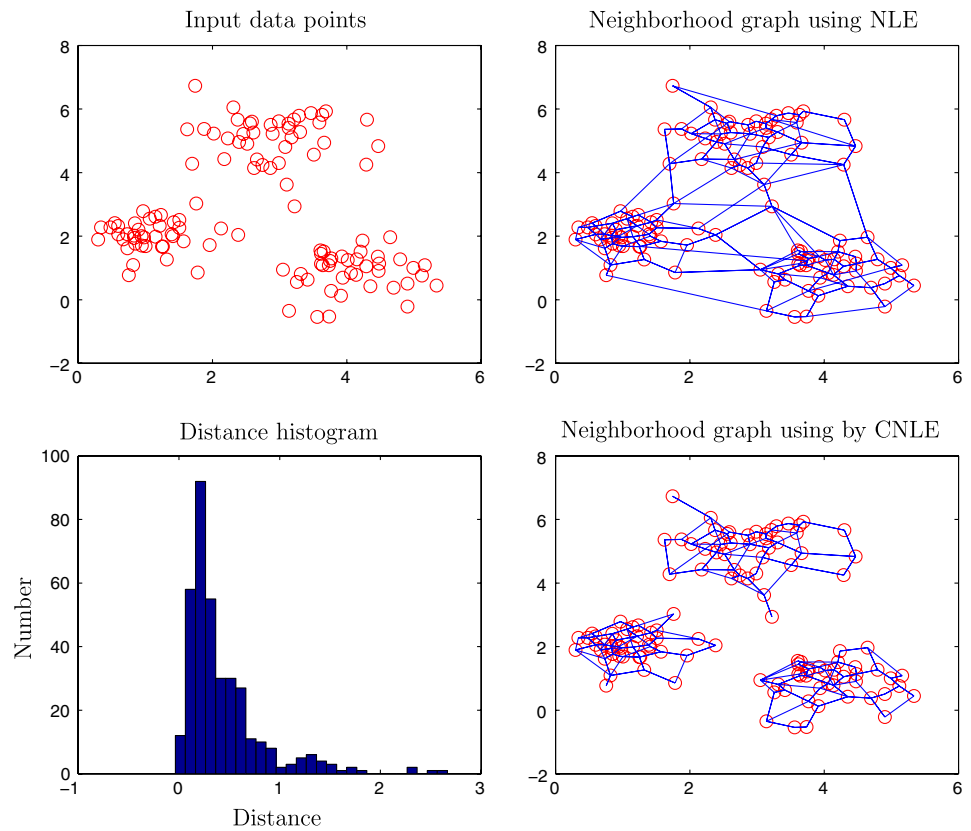 Input data points
Neighborhood graph using NLE
8
6
4
2
0
−2
0 2 4 6
8
6
4
2
0
−2
0 2 4 6
Distance histogram
Neighborhood graph using by CNLE
Number
100
80
60
40
20
0
−1 0 1 2 3
Distance
8
6
4
2
0
−2
0 2 4 6